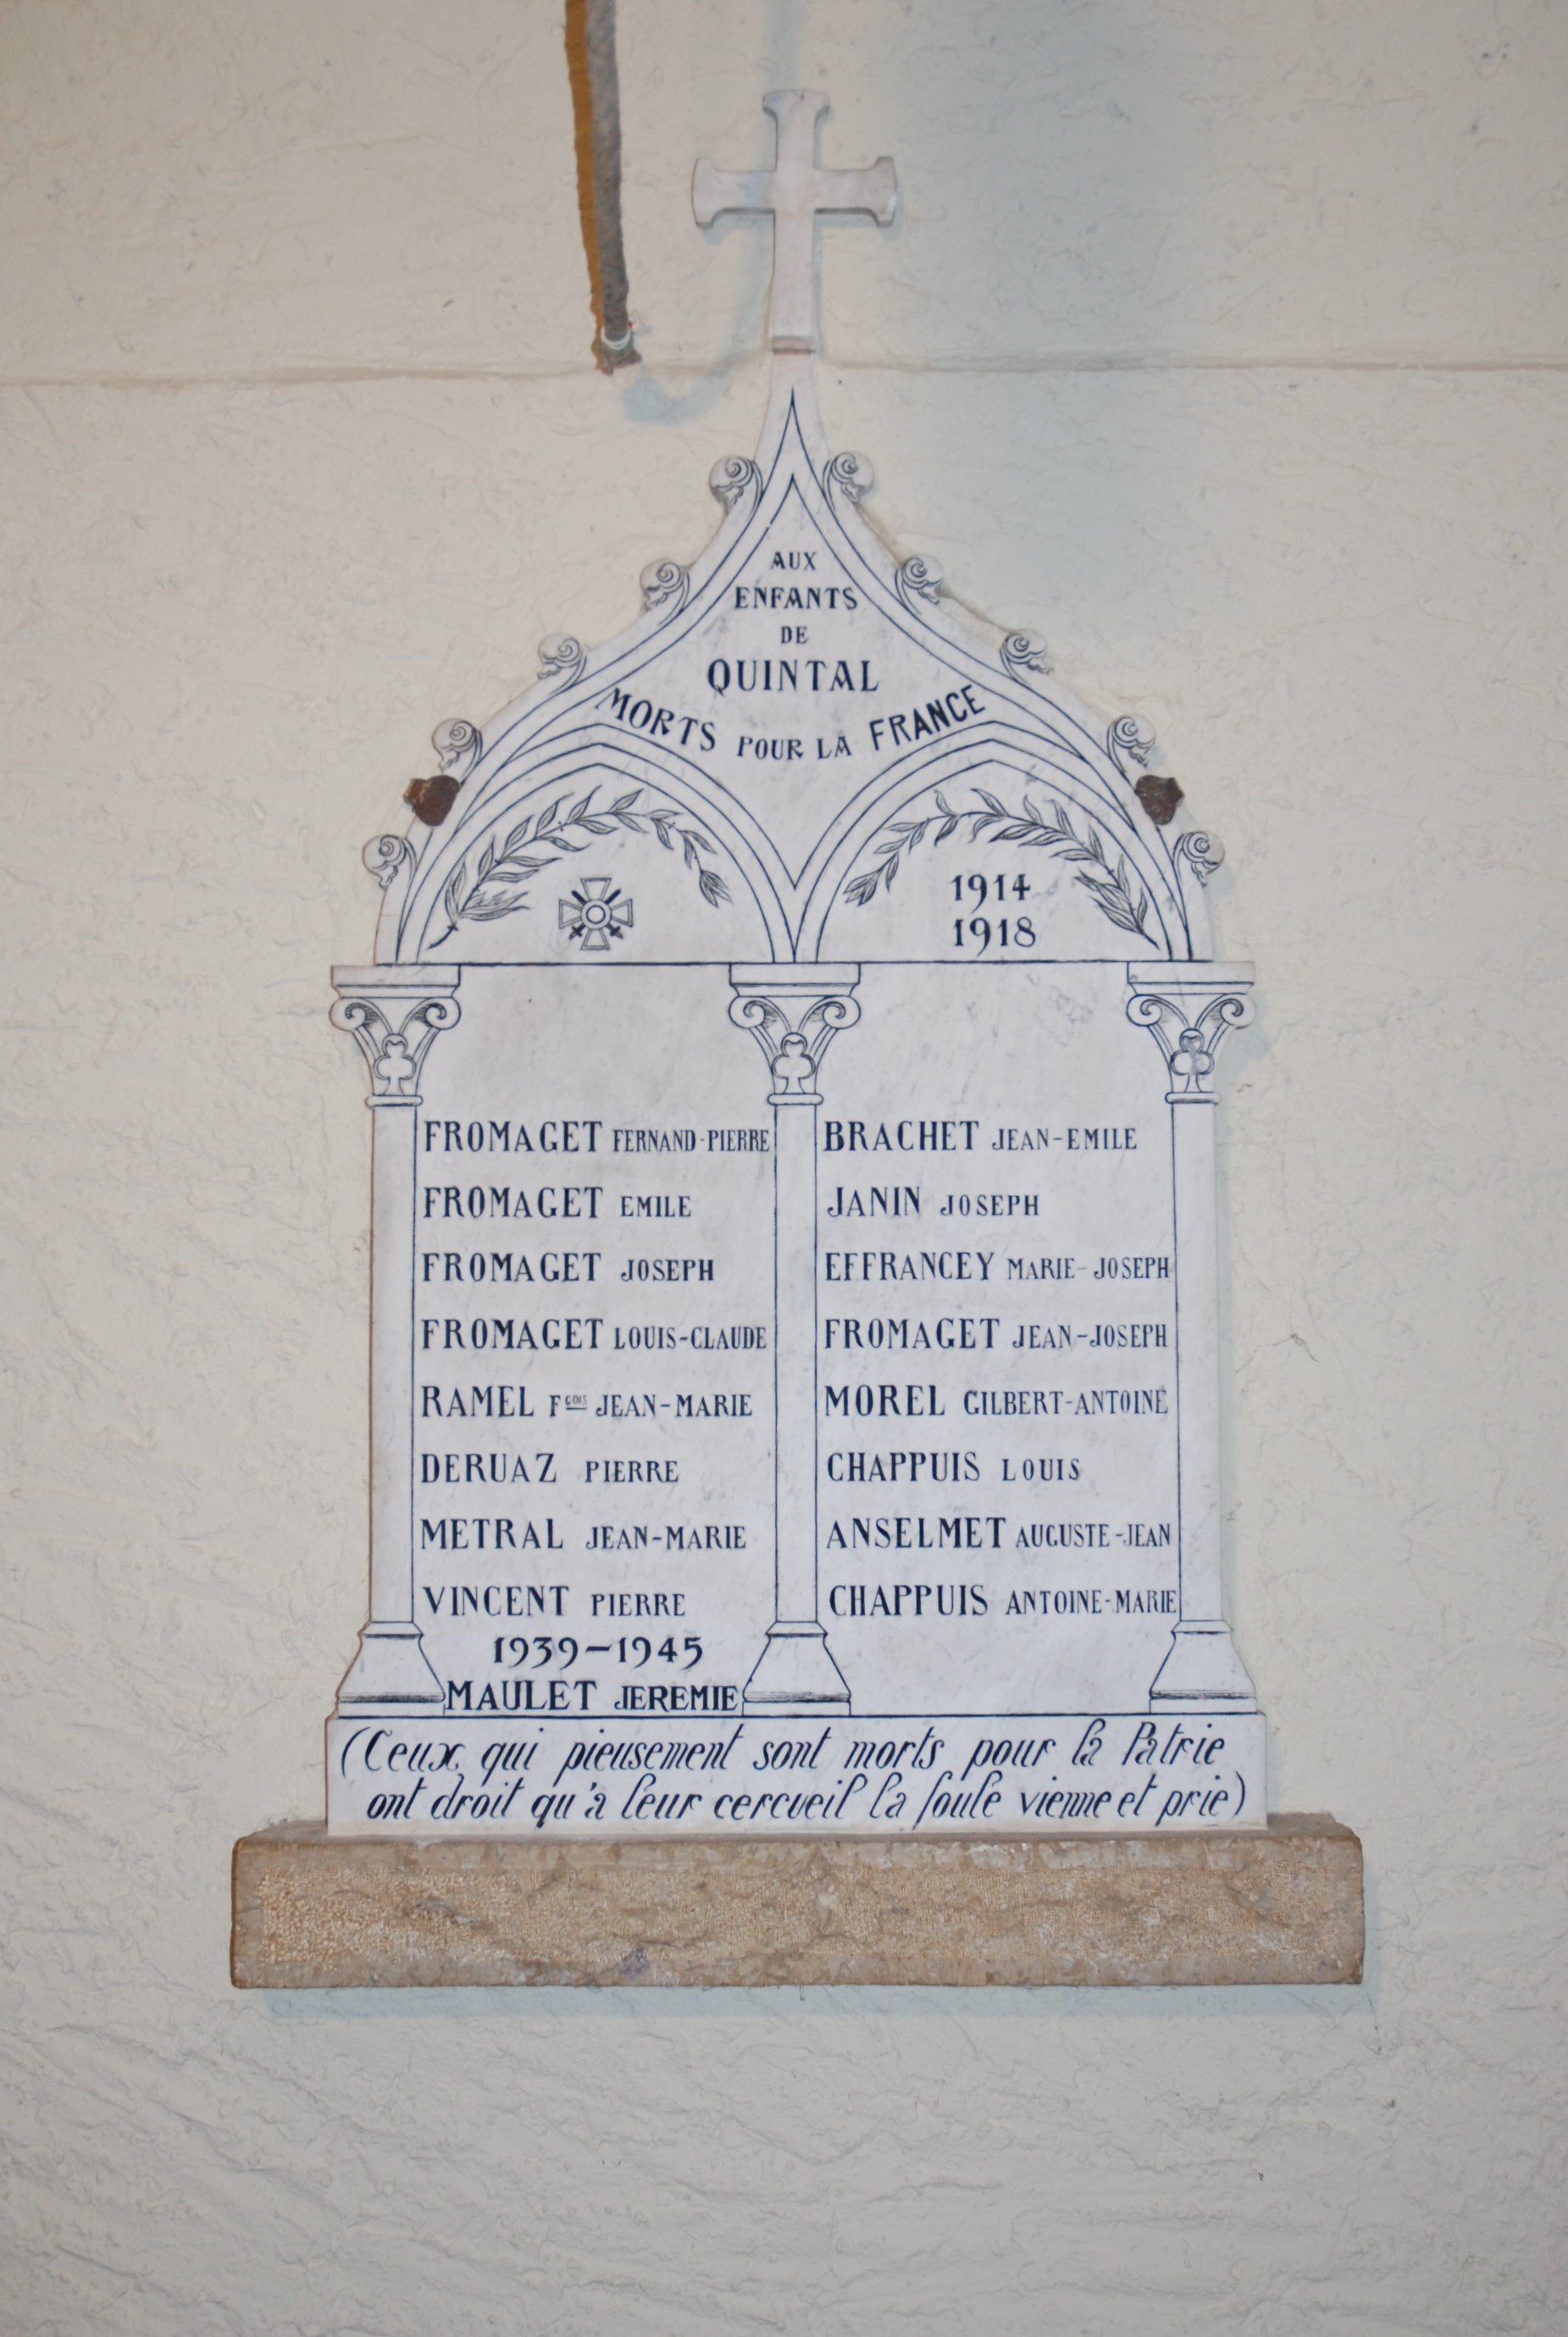 AUX
ENFANTS
DE
QUINTAL
MORTS POUR LA FRANCE
1914
1918
FROMAGET FERNAND-PIERRE
FROMAGET EMILE
FROMAGET JOSEPH
FROMAGET LOUIS-CLAUDE
RAMEL Fçois JEAN-MARIE
DERUAZ PIERRE
METRAL JEAN-MARIE
VINCENT PIERRE
1939-1945
MAULET JEREMIE
BRACHET JEAN-EMILE
JANIN JOSEPH
EFFRANCEY MARIE-JOSEPH
FROMAGET JEAN-JOSEPH
MOREL GILBERT-ANTOINE
CHAPPUIS LOUIS
ANSELMET AUGUSTE-JEAN
CHAPPUIS ANTOINE-MARIE
(Ceux qui pieusement sont morts pour la Patrie
ont droit qu'à leur cercueil la foule vienne et prie)